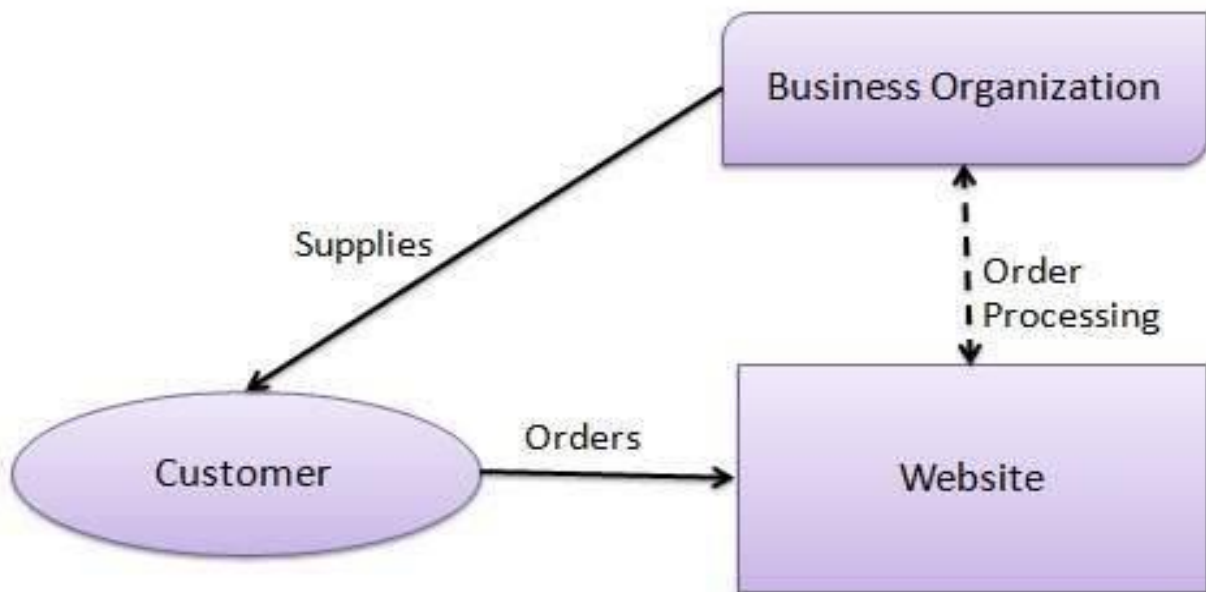 Business Organization
Supplies
Order
Processing
Orders
Customer
Website